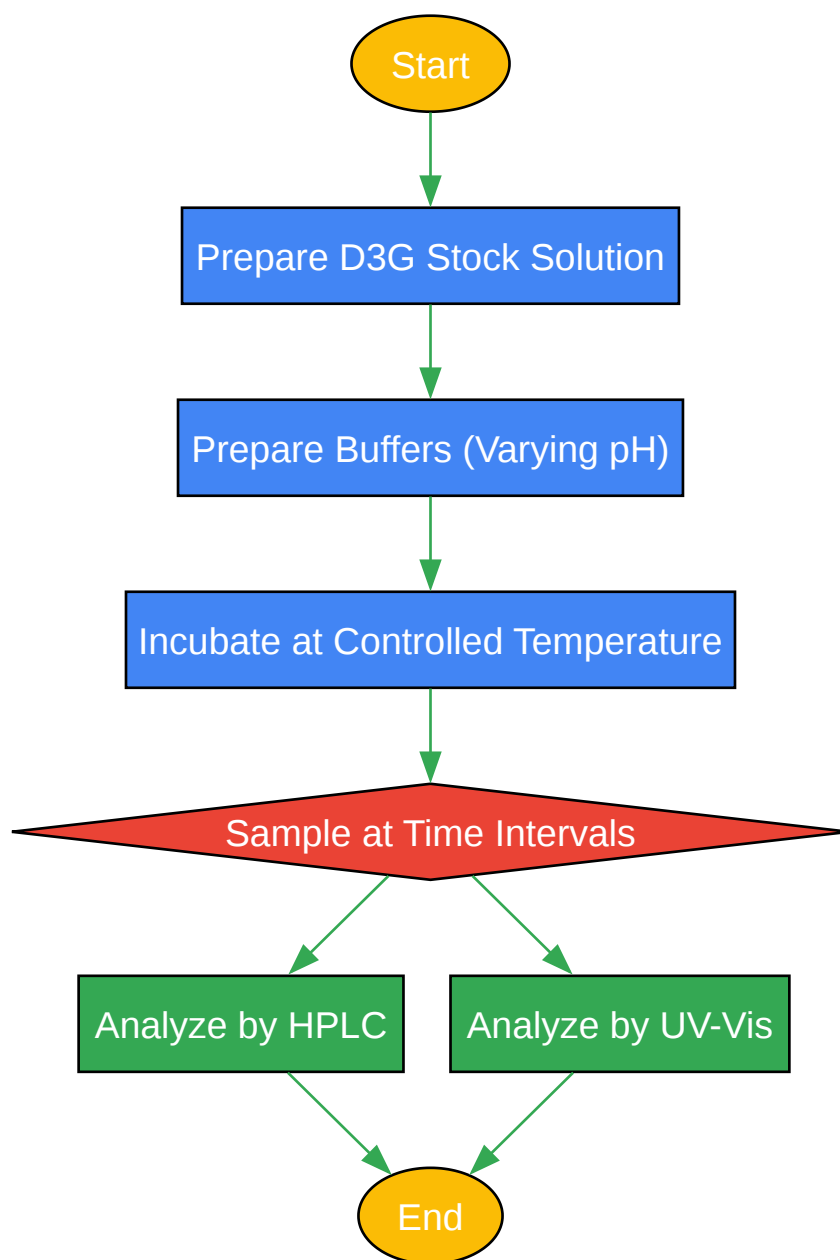 Start
Prepare D3G Stock Solution
Prepare Buffers (Varying pH)
Incubate at Controlled Temperature
Sample at Time Intervals
Analyze by HPLC
Analyze by UV-Vis
End